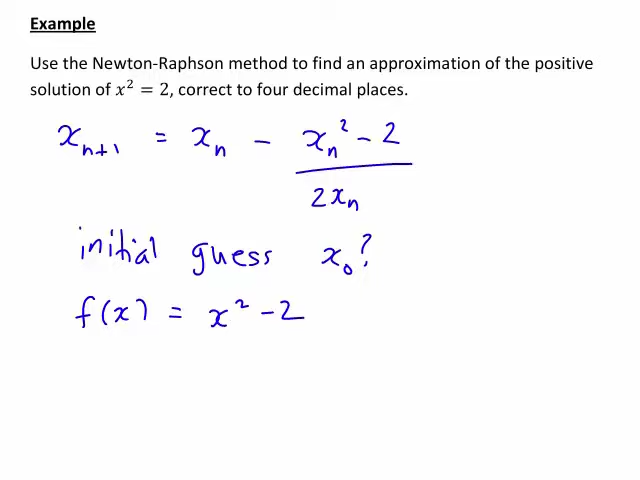 Example
Use the Newton-Raphson method to find an approximation of the positive
solution of x² = 2, correct to four decimal places.
xₙ₊₁ = xₙ − (xₙ² − 2) / 2xₙ
initial guess x₀?
f(x) = x² − 2